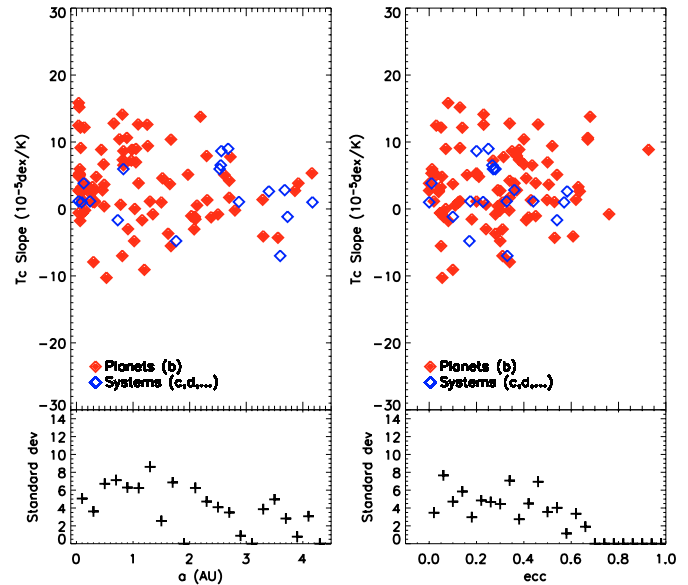 30
20
10
0
-10
-20
-30
Tc Slope (10⁻⁵dex/K)
Planets (b)
Systems (c,d,...)
14
12
10
8
6
4
2
0
Standard dev
0 1 2 3 4
a (AU)
30
20
10
0
-10
-20
-30
Tc Slope (10⁻⁵dex/K)
Planets (b)
Systems (c,d,...)
14
12
10
8
6
4
2
0
Standard dev
0.0 0.2 0.4 0.6 0.8 1.0
ecc